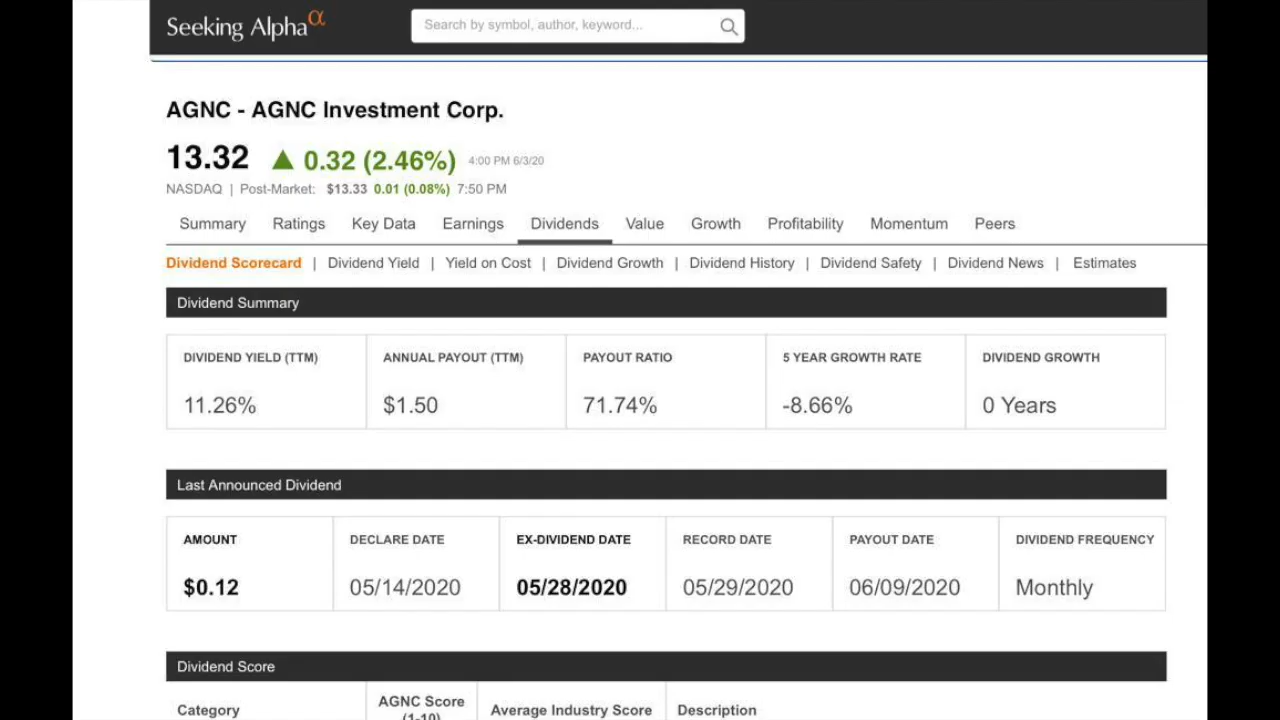 Seeking Alpha α Search by symbol, author, keyword...
AGNC - AGNC Investment Corp.
13.32 ▲ 0.32 (2.46%) 4:00 PM 6/3/20
NASDAQ | Post-Market: $13.33 0.01 (0.08%) 7:50 PM
Summary Ratings Key Data Earnings Dividends Value Growth Profitability Momentum Peers
Dividend Scorecard | Dividend Yield | Yield on Cost | Dividend Growth | Dividend History | Dividend Safety | Dividend News | Estimates
Dividend Summary
DIVIDEND YIELD (TTM) ANNUAL PAYOUT (TTM) PAYOUT RATIO 5 YEAR GROWTH RATE DIVIDEND GROWTH
11.26% $1.50 71.74% -8.66% 0 Years
Last Announced Dividend
AMOUNT DECLARE DATE EX-DIVIDEND DATE RECORD DATE PAYOUT DATE DIVIDEND FREQUENCY
$0.12 05/14/2020 05/28/2020 05/29/2020 06/09/2020 Monthly
Dividend Score
Category AGNC Score Average Industry Score Description
(1-10)